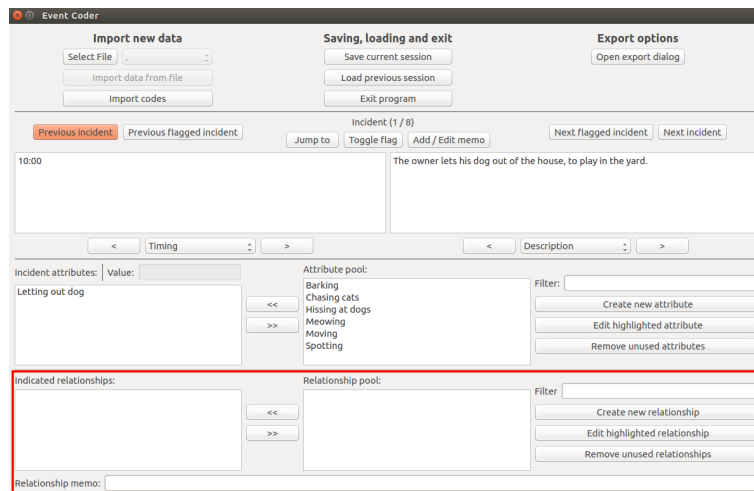 Event Coder
Import new data
Saving, loading and exit
Export options
Select File
,
Save current session
Open export dialog
Import data from file
Load previous session
Import codes
Exit program
Incident (1 / 8)
Previous incident
Previous flagged incident
Jump to
Toggle flag
Add / Edit memo
Next flagged incident
Next incident
10:00
The owner lets his dog out of the house, to play in the yard.
<
Timing
>
<
Description
>
Incident attributes:
Value:
Attribute pool:
Letting out dog
<<
>>
Barking
Chasing cats
Hissing at dogs
Meowing
Moving
Spotting
Filter:
Create new attribute
Edit highlighted attribute
Remove unused attributes
Indicated relationships:
Relationship pool:
<<
>>
Filter
Create new relationship
Edit highlighted relationship
Remove unused relationships
Relationship memo: